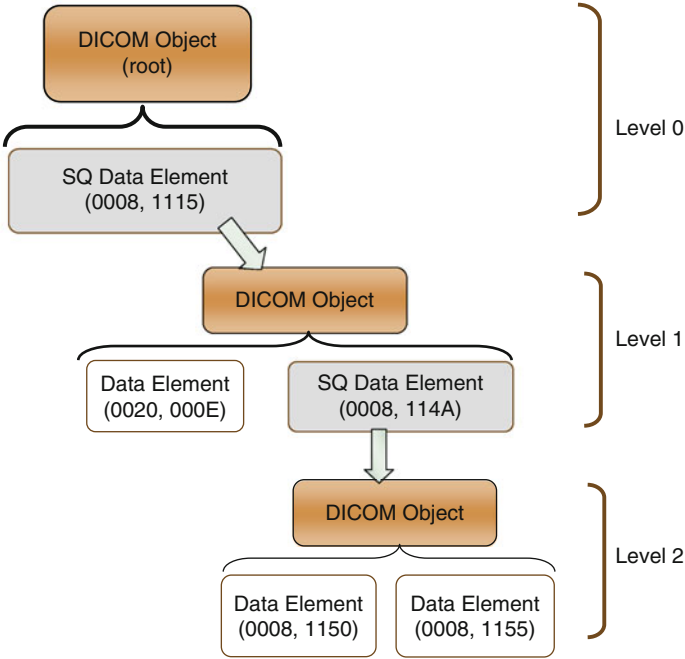 DICOM Object
(root)
Level 0
SQ Data Element
(0008, 1115)
DICOM Object
Level 1
Data Element
(0020, 000E)
SQ Data Element
(0008, 114A)
DICOM Object
Level 2
Data Element
(0008, 1150)
Data Element
(0008, 1155)